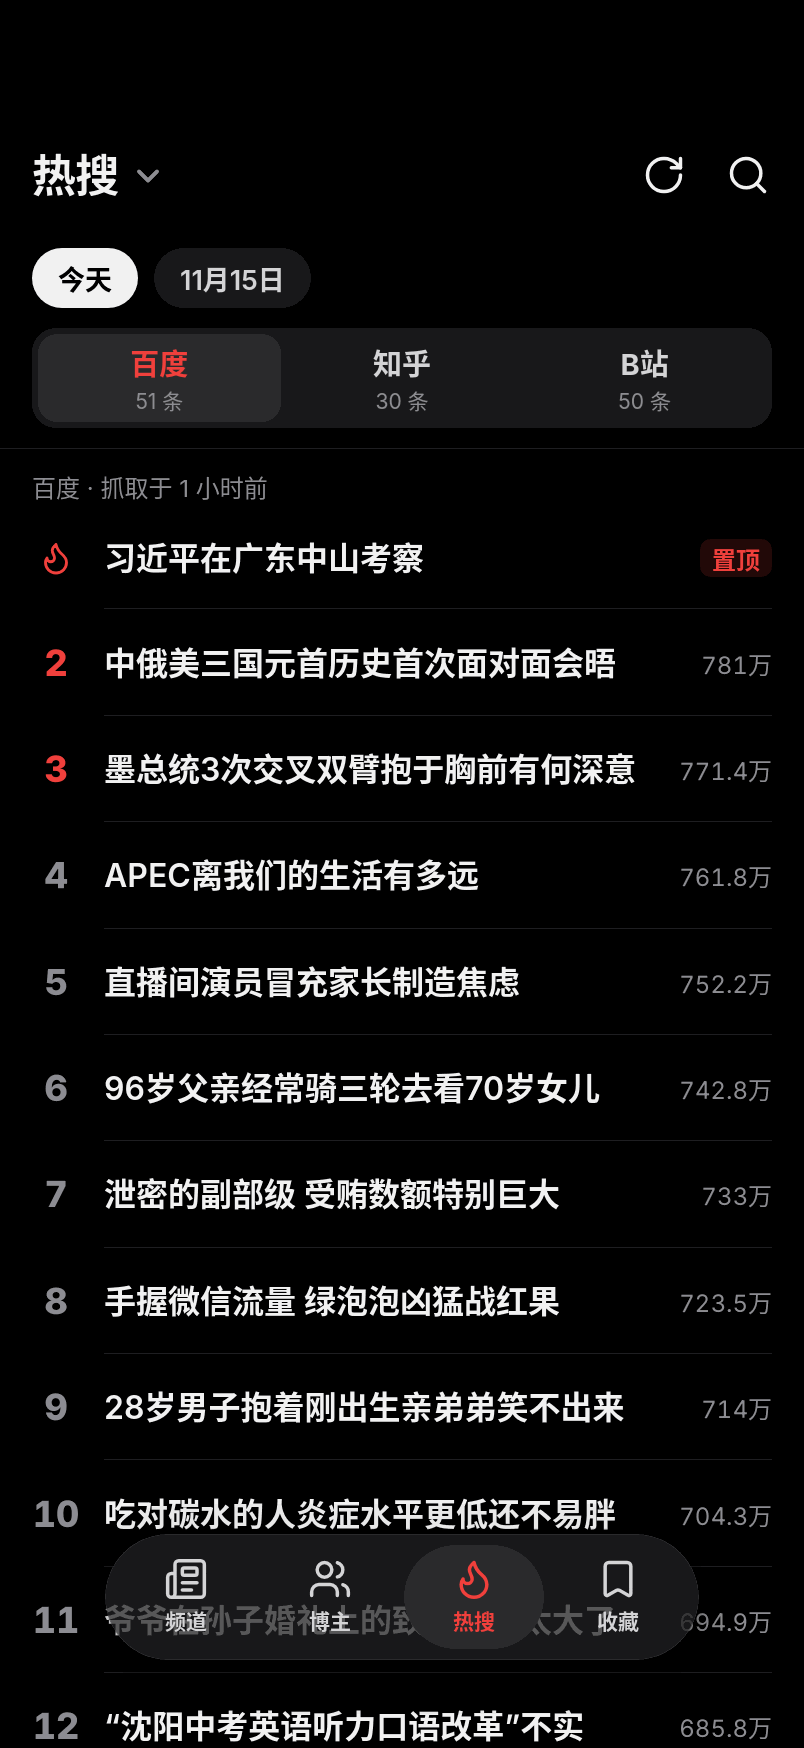 热搜
今天
11月15日
百度
51 条
知乎
30 条
B站
50 条
百度 · 抓取于 1 小时前
习近平在广东中山考察
置顶
2 中俄美三国元首历史首次面对面会晤 781万
3 墨总统3次交叉双臂抱于胸前有何深意 771.4万
4 APEC离我们的生活有多远 761.8万
5 直播间演员冒充家长制造焦虑 752.2万
6 96岁父亲经常骑三轮去看70岁女儿 742.8万
7 泄密的副部级 受贿数额特别巨大 733万
8 手握微信流量 绿泡泡凶猛战红果 723.5万
9 28岁男子抱着刚出生亲弟弟笑不出来 714万
10 吃对碳水的人炎症水平更低还不易胖 704.3万
11 爷爷在孙子婚礼上的致 太大了 694.9万
频道
博主
热搜
收藏
12 “沈阳中考英语听力口语改革”不实 685.8万